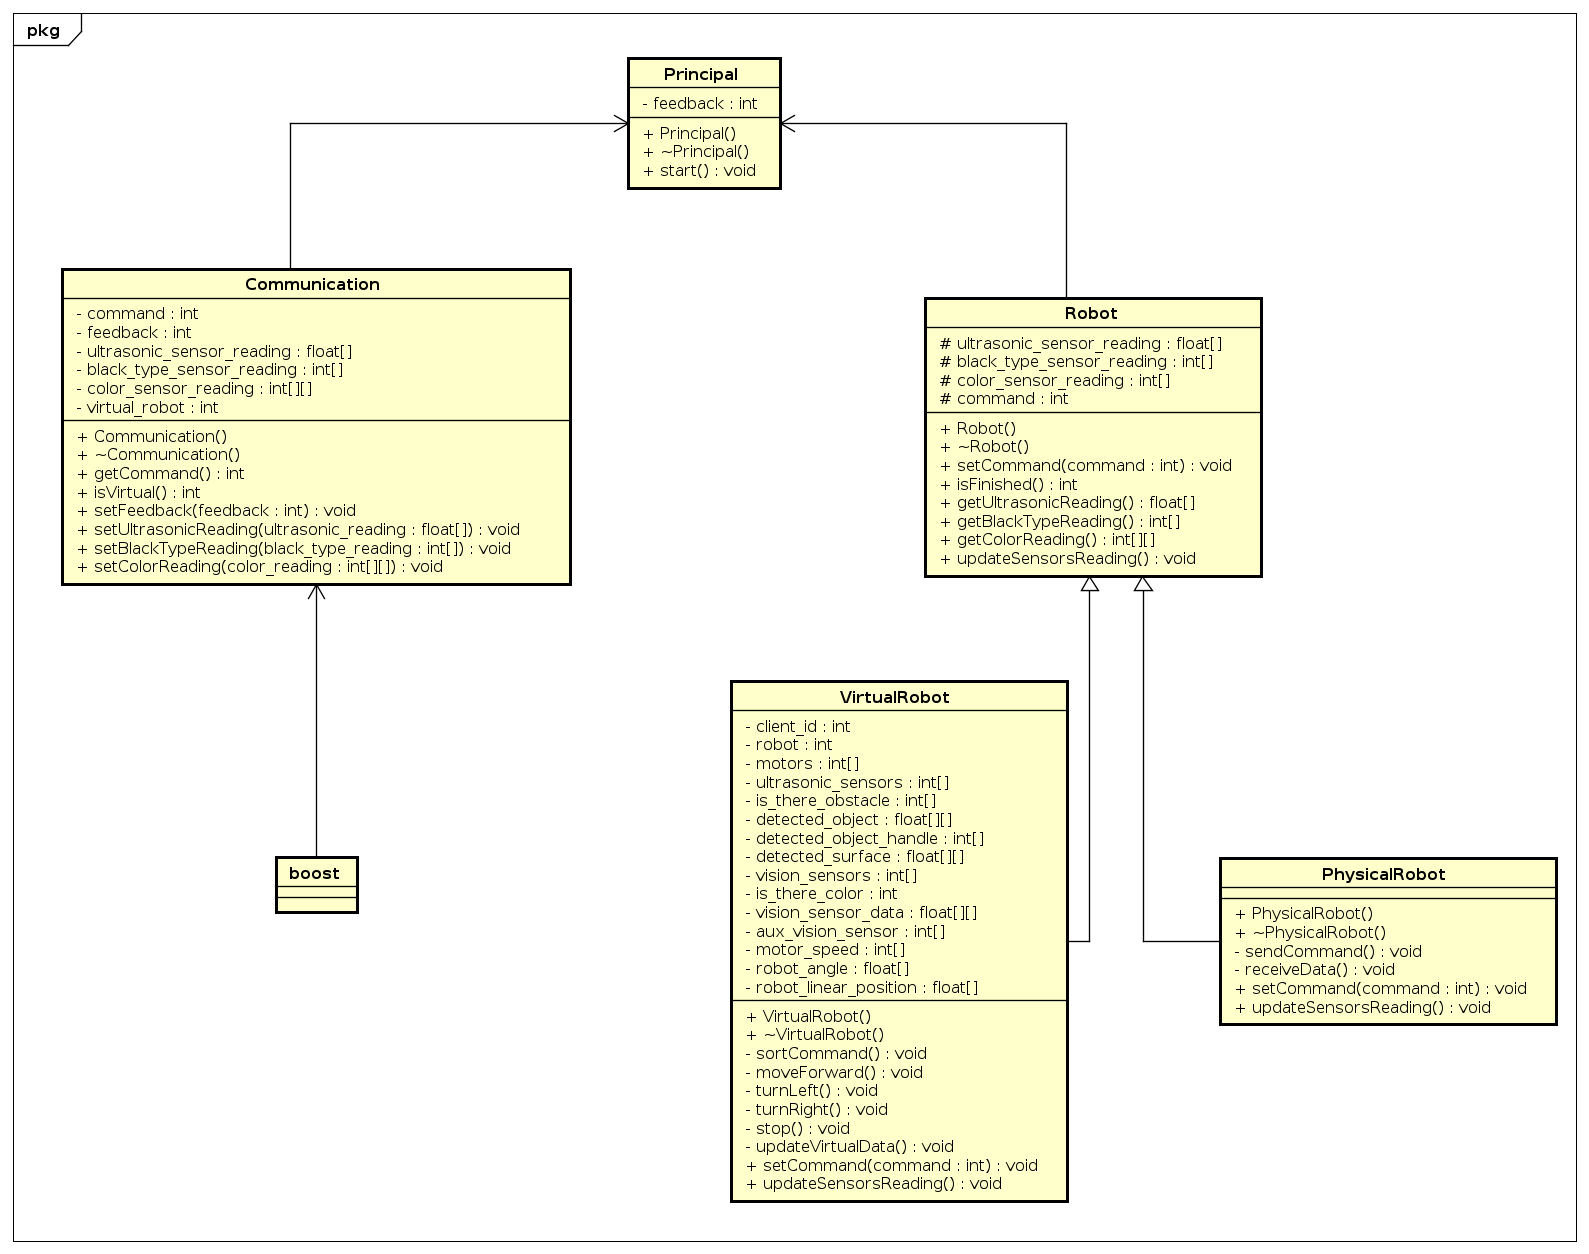 pkg
Principal
- feedback : int
+ Principal()
+ ~Principal()
+ start() : void
Communication
- command : int
- feedback : int
- ultrasonic_sensor_reading : float[]
- black_type_sensor_reading : int[]
- color_sensor_reading : int[][]
- virtual_robot : int
+ Communication()
+ ~Communication()
+ getCommand() : int
+ isVirtual() : int
+ setFeedback(feedback : int) : void
+ setUltrasonicReading(ultrasonic_reading : float[]) : void
+ setBlackTypeReading(black_type_reading : int[]) : void
+ setColorReading(color_reading : int[][]) : void
Robot
# ultrasonic_sensor_reading : float[]
# black_type_sensor_reading : int[]
# color_sensor_reading : int[]
# command : int
+ Robot()
+ ~Robot()
+ setCommand(command : int) : void
+ isFinished() : int
+ getUltrasonicReading() : float[]
+ getBlackTypeReading() : int[]
+ getColorReading() : int[][]
+ updateSensorsReading() : void
boost
VirtualRobot
- client_id : int
- robot : int
- motors : int[]
- ultrasonic_sensors : int[]
- is_there_obstacle : int[]
- detected_object : float[][]
- detected_object_handle : int[]
- detected_surface : float[][]
- vision_sensors : int[]
- is_there_color : int
- vision_sensor_data : float[][]
- aux_vision_sensor : int[]
- motor_speed : int[]
- robot_angle : float[]
- robot_linear_position : float[]
+ VirtualRobot()
+ ~VirtualRobot()
- sortCommand() : void
- moveForward() : void
- turnLeft() : void
- turnRight() : void
- stop() : void
- updateVirtualData() : void
+ setCommand(command : int) : void
+ updateSensorsReading() : void
PhysicalRobot
+ PhysicalRobot()
+ ~PhysicalRobot()
- sendCommand() : void
- receiveData() : void
+ setCommand(command : int) : void
+ updateSensorsReading() : void